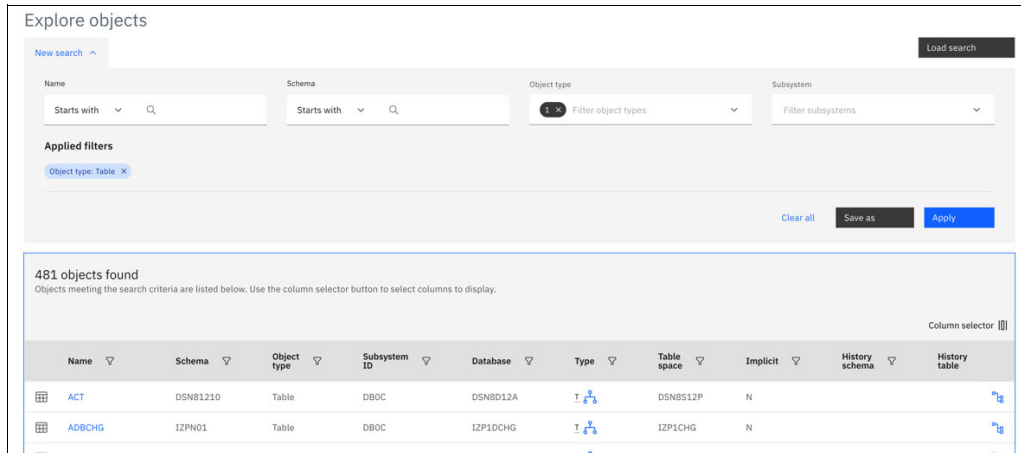 Explore objects
New search
Load search
Name
Schema
Object type
Subsystem
Starts with
Starts with
1 × Filter object types
Filter subsystems
Applied filters
Object type: Table ×
Clear all
Save as
Apply
481 objects found
Objects meeting the search criteria are listed below. Use the column selector button to select columns to display.
Column selector
Name Schema Object type Subsystem ID Database Type Table space Implicit History schema History table
ACT DSN81210 Table DB0C DSN8D12A T DSN8S12P N
ADBCHG IZPN01 Table DB0C IZP1DCHG T IZP1CHG N